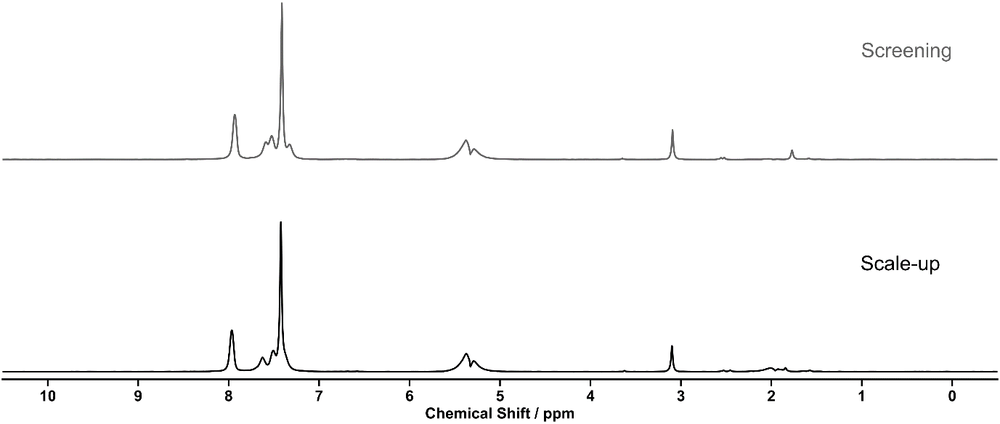 Screening
Scale-up
10 9 8 7 6 5 4 3 2 1 0
Chemical Shift / ppm